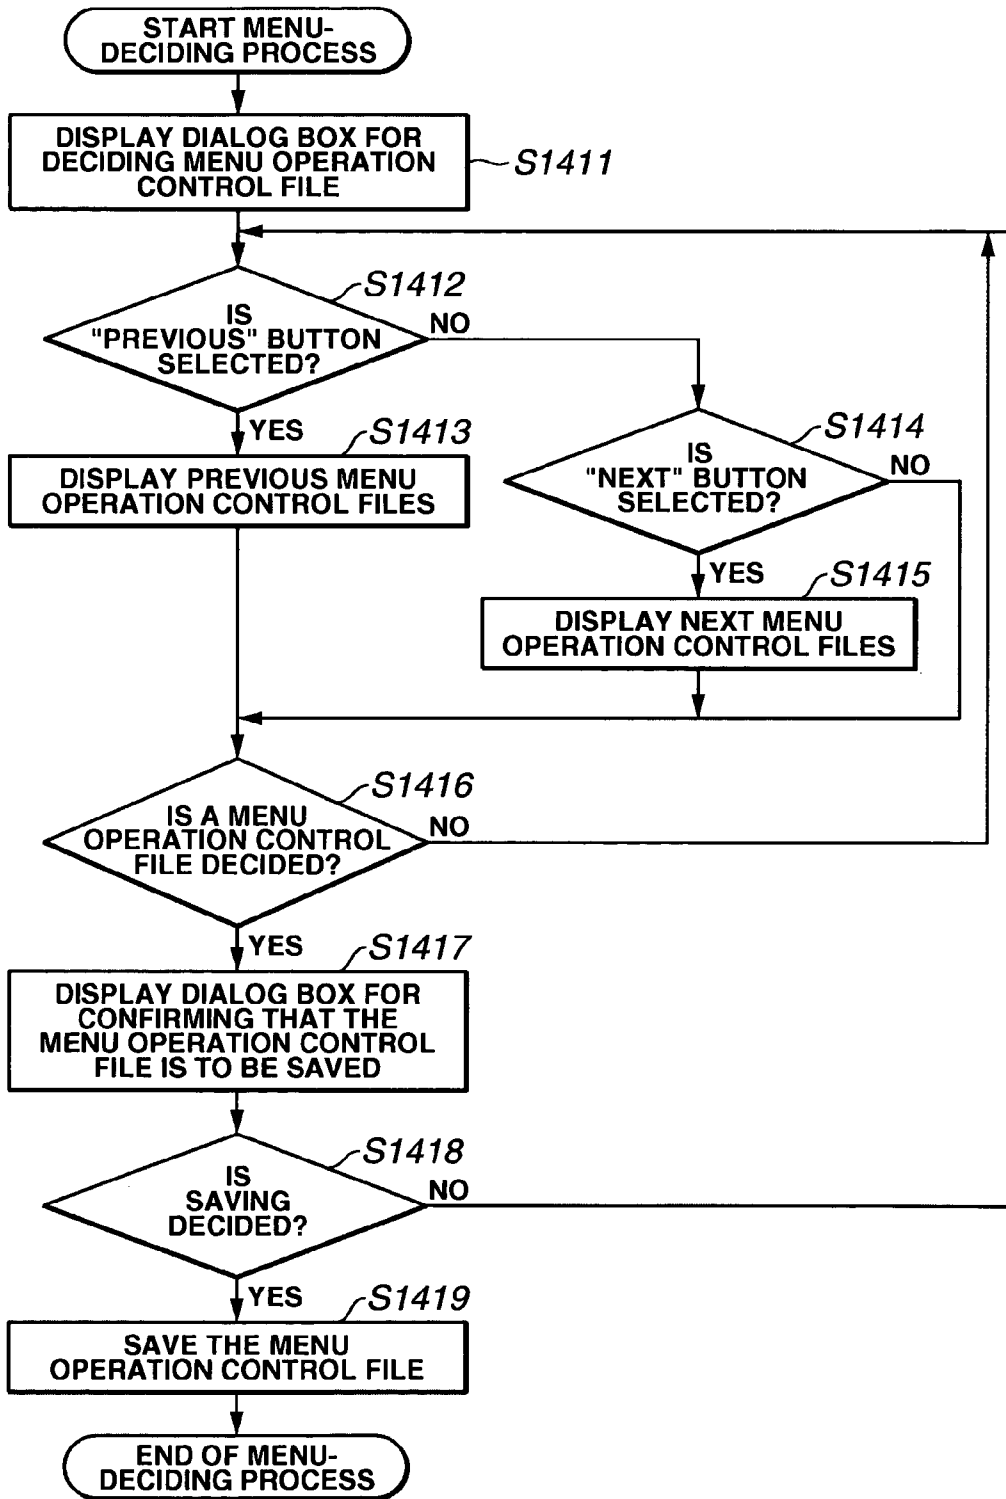 START MENU-
DECIDING PROCESS
DISPLAY DIALOG BOX FOR
DECIDING MENU OPERATION
CONTROL FILE
S1411
S1412
IS
"PREVIOUS" BUTTON
SELECTED?
NO
YES
S1413
DISPLAY PREVIOUS MENU
OPERATION CONTROL FILES
S1414
IS
"NEXT" BUTTON
SELECTED?
NO
YES
S1415
DISPLAY NEXT MENU
OPERATION CONTROL FILES
S1416
IS A MENU
OPERATION CONTROL
FILE DECIDED?
NO
YES
S1417
DISPLAY DIALOG BOX FOR
CONFIRMING THAT THE
MENU OPERATION CONTROL
FILE IS TO BE SAVED
S1418
IS
SAVING
DECIDED?
NO
YES
S1419
SAVE THE MENU
OPERATION CONTROL FILE
END OF MENU-
DECIDING PROCESS